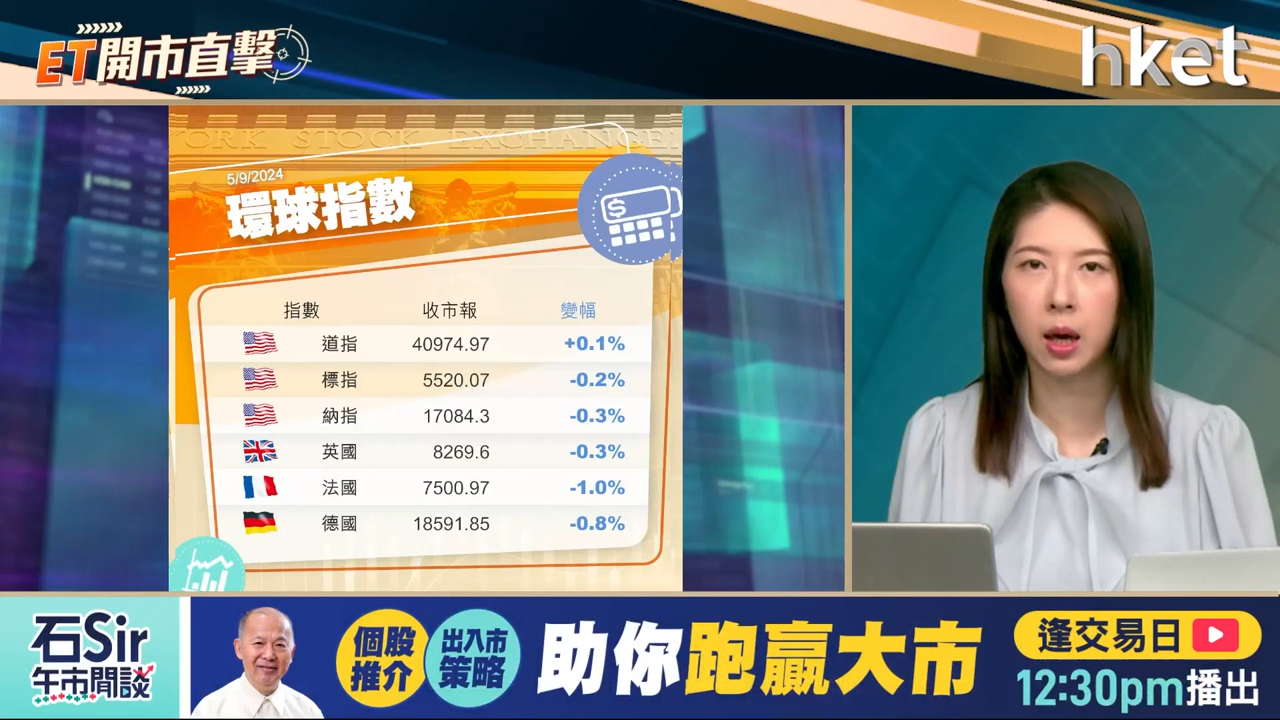 ET開市直擊
hket
YORK STOCK EXCHANGE
5/9/2024
環球指數
$
指數 收市報 變幅
道指 40974.97 +0.1%
標指 5520.07 -0.2%
納指 17084.3 -0.3%
英國 8269.6 -0.3%
法國 7500.97 -1.0%
德國 18591.85 -0.8%
石Sir
午市閒談
個股
推介
出入市
策略
助你跑贏大市
逢交易日
12:30pm播出